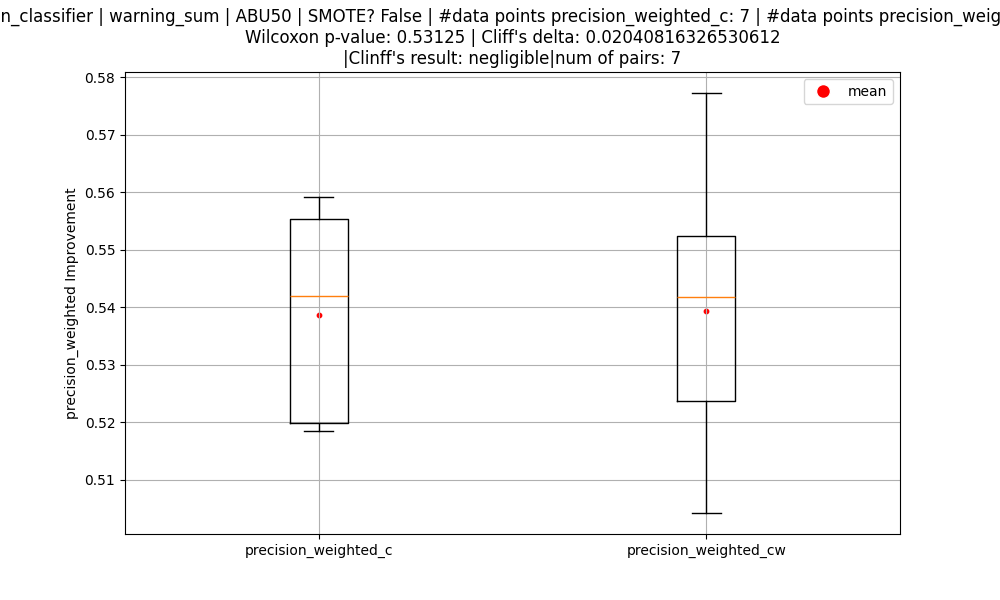 n_classifier | warning_sum | ABU50 | SMOTE? False | #data points precision_weighted_c: 7 | #data points precision_weig
Wilcoxon p-value: 0.53125 | Cliff's delta: 0.02040816326530612
|Clinff's result: negligible|num of pairs: 7
mean
0.58
0.57
0.56
0.55
0.54
0.53
0.52
0.51
precision_weighted Improvement
precision_weighted_c
precision_weighted_cw